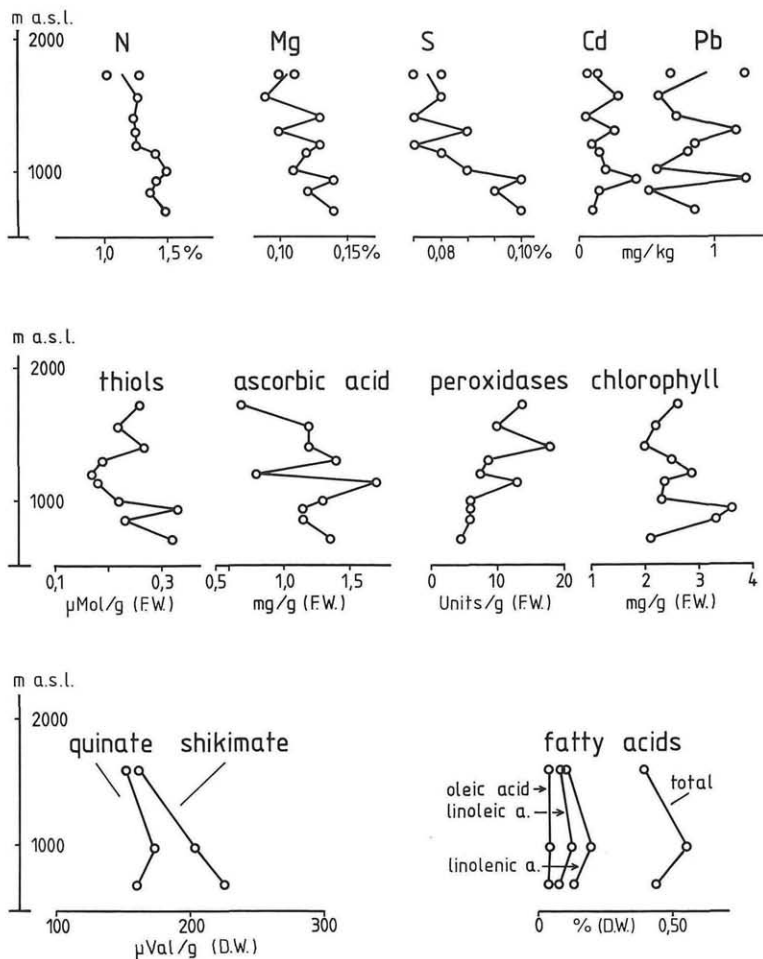 m a.s.l.
2000
1000
N
Mg
S
Cd
Pb
1,0
1,5 %
0,10
0,15%
0,08
0,10%
0
mg/kg
1
m a.s.l.
2000
1000
thiols
ascorbic acid
peroxidases
chlorophyll
0,1
0,3
µMol/g (F.W.)
0,5
1,0
1,5
mg/g (F.W.)
0
10
20
Units/g (F.W.)
1
2
3
4
mg/g (F.W.)
m a.s.l.
2000
1000
quinate
shikimate
fatty acids
oleic acid
linoleic a.
linolenic a.
total
100
200
300
µVal/g (D.W.)
0
% (D.W.)
0,50